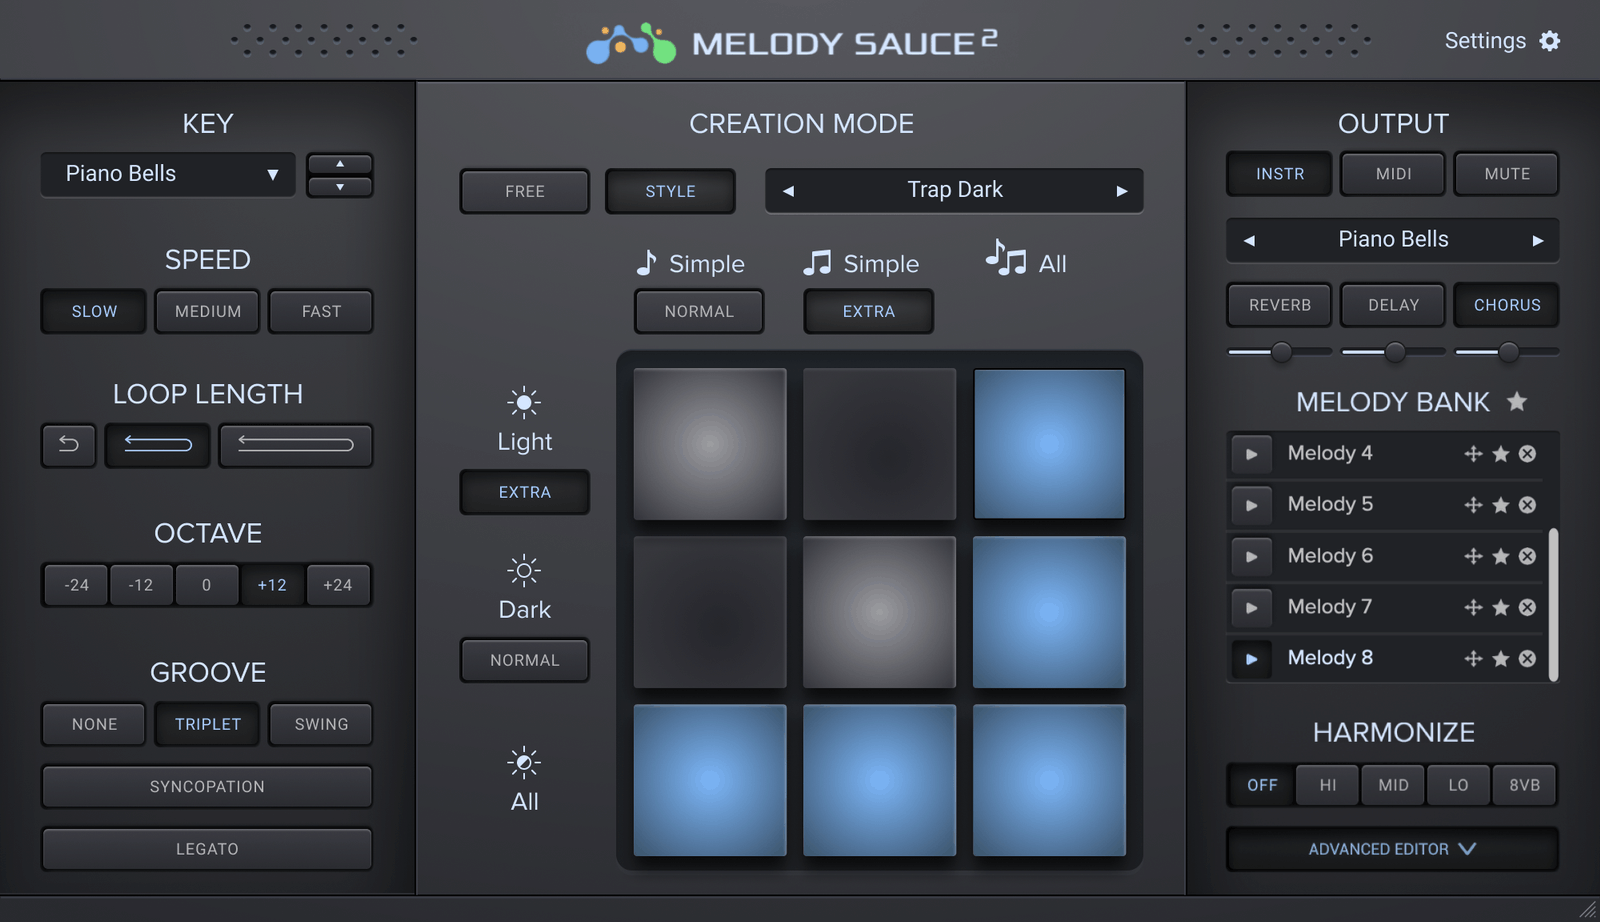 MELODY SAUCE 2
Settings
KEY
Piano Bells
SPEED
SLOW MEDIUM FAST
LOOP LENGTH
OCTAVE
-24 -12 0 +12 +24
GROOVE
NONE TRIPLET SWING
SYNCOPATION
LEGATO
CREATION MODE
FREE STYLE Trap Dark
Simple Simple All
NORMAL EXTRA
Light
EXTRA
Dark
NORMAL
All
OUTPUT
INSTR MIDI MUTE
Piano Bells
REVERB DELAY CHORUS
MELODY BANK
Melody 4
Melody 5
Melody 6
Melody 7
Melody 8
HARMONIZE
OFF HI MID LO 8VB
ADVANCED EDITOR